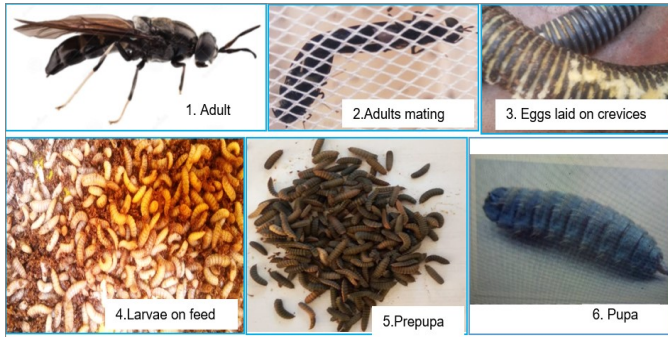 1. Adult
2.Adults mating
3. Eggs laid on crevices
4.Larvae on feed
5.Prepupa
6. Pupa